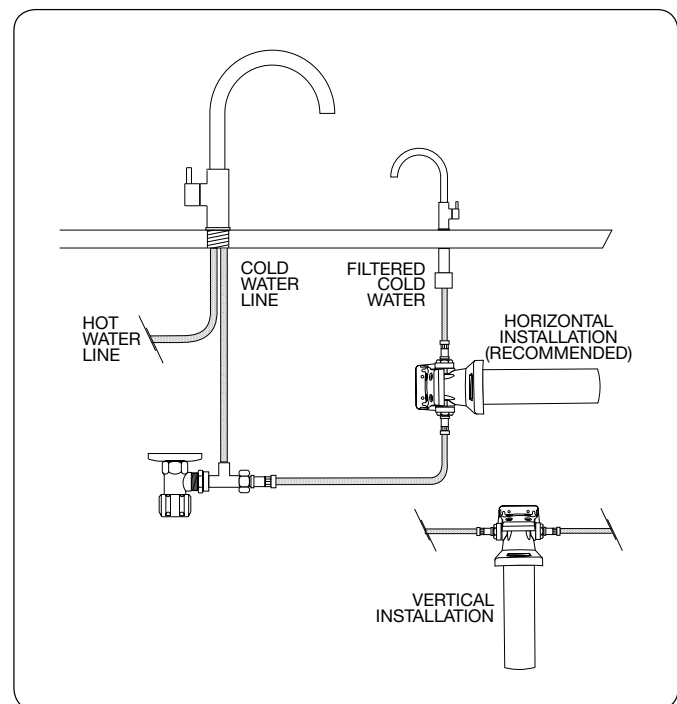 COLD
WATER
LINE
FILTERED
COLD
WATER
HOT
WATER
LINE
HORIZONTAL
INSTALLATION
(RECOMMENDED)
VERTICAL
INSTALLATION